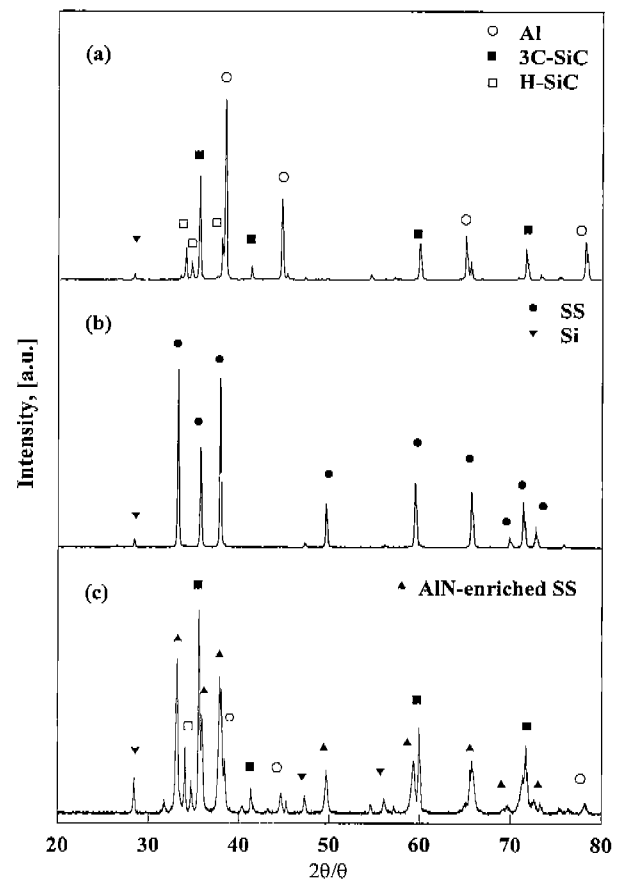 (a)
Al
3C-SiC
H-SiC
(b)
SS
Si
(c)
AlN-enriched SS
Intensity, [a.u.]
20 30 40 50 60 70 80
2θ/θ